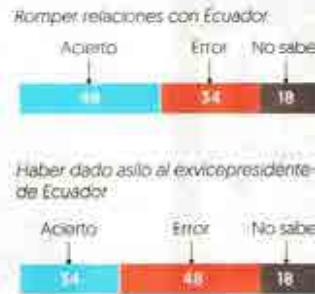 Romper relaciones con Ecuador
Acierto Error No sabe
48 34 18
Haber dado asilo al exvicepresidente
de Ecuador
Acierto Error No sabe
34 48 18